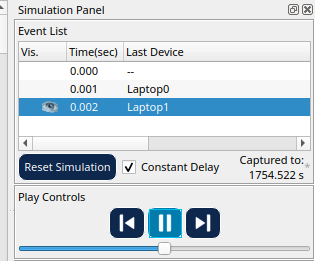 Simulation Panel
Event List
Vis. Time(sec) Last Device
0.000 --
0.001 Laptop0
0.002 Laptop1
Reset Simulation Constant Delay Captured to: *
1754.522 s
Play Controls